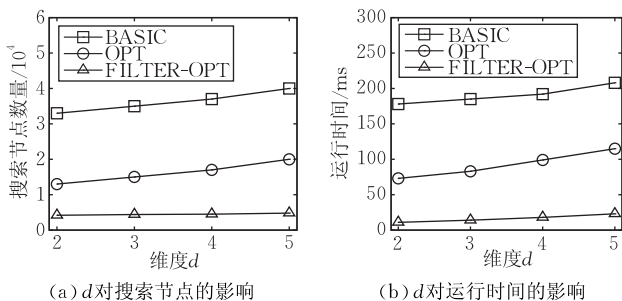 搜索节点数量/10⁴
6
5
4
3
2
1
0
BASIC
OPT
FILTER-OPT
2 3 4 5
维度d
(a)d对搜索节点的影响
运行时间/ms
300
250
200
150
100
50
0
BASIC
OPT
FILTER-OPT
2 3 4 5
维度d
(b)d对运行时间的影响